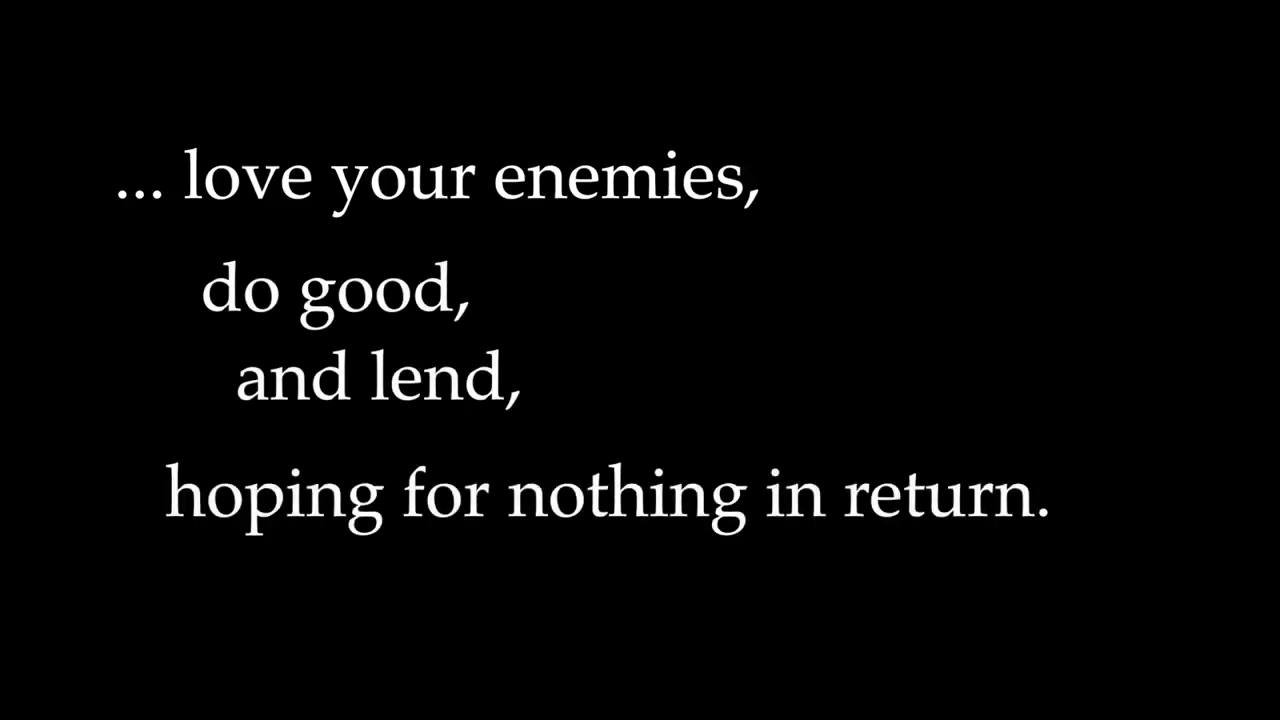 ... love your enemies,
do good,
and lend,
hoping for nothing in return.